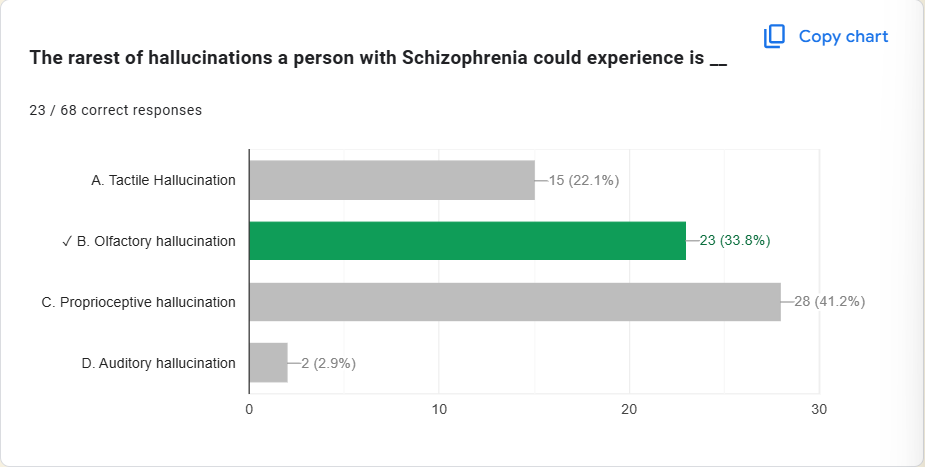 Copy chart
The rarest of hallucinations a person with Schizophrenia could experience is __
23 / 68 correct responses
A. Tactile Hallucination
15 (22.1%)
✓ B. Olfactory hallucination
23 (33.8%)
C. Proprioceptive hallucination
28 (41.2%)
D. Auditory hallucination
2 (2.9%)
0 10 20 30